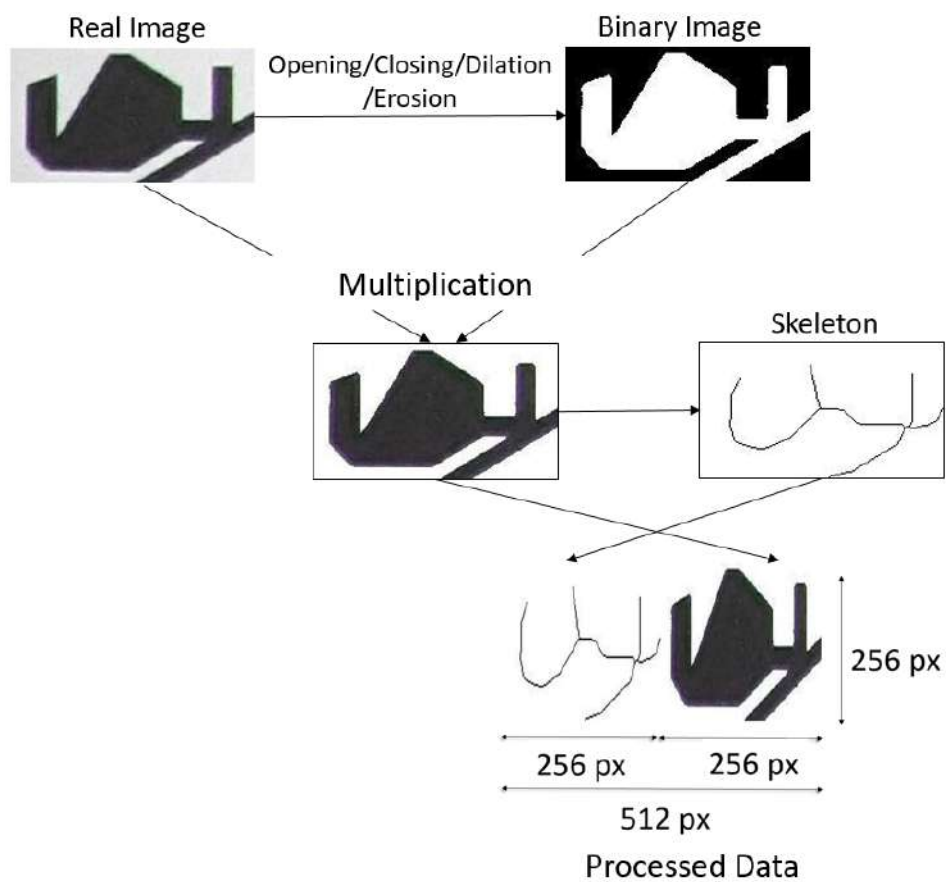 Real Image
Binary Image
Opening/Closing/Dilation
/Erosion
Multiplication
Skeleton
256 px
256 px
256 px
512 px
Processed Data